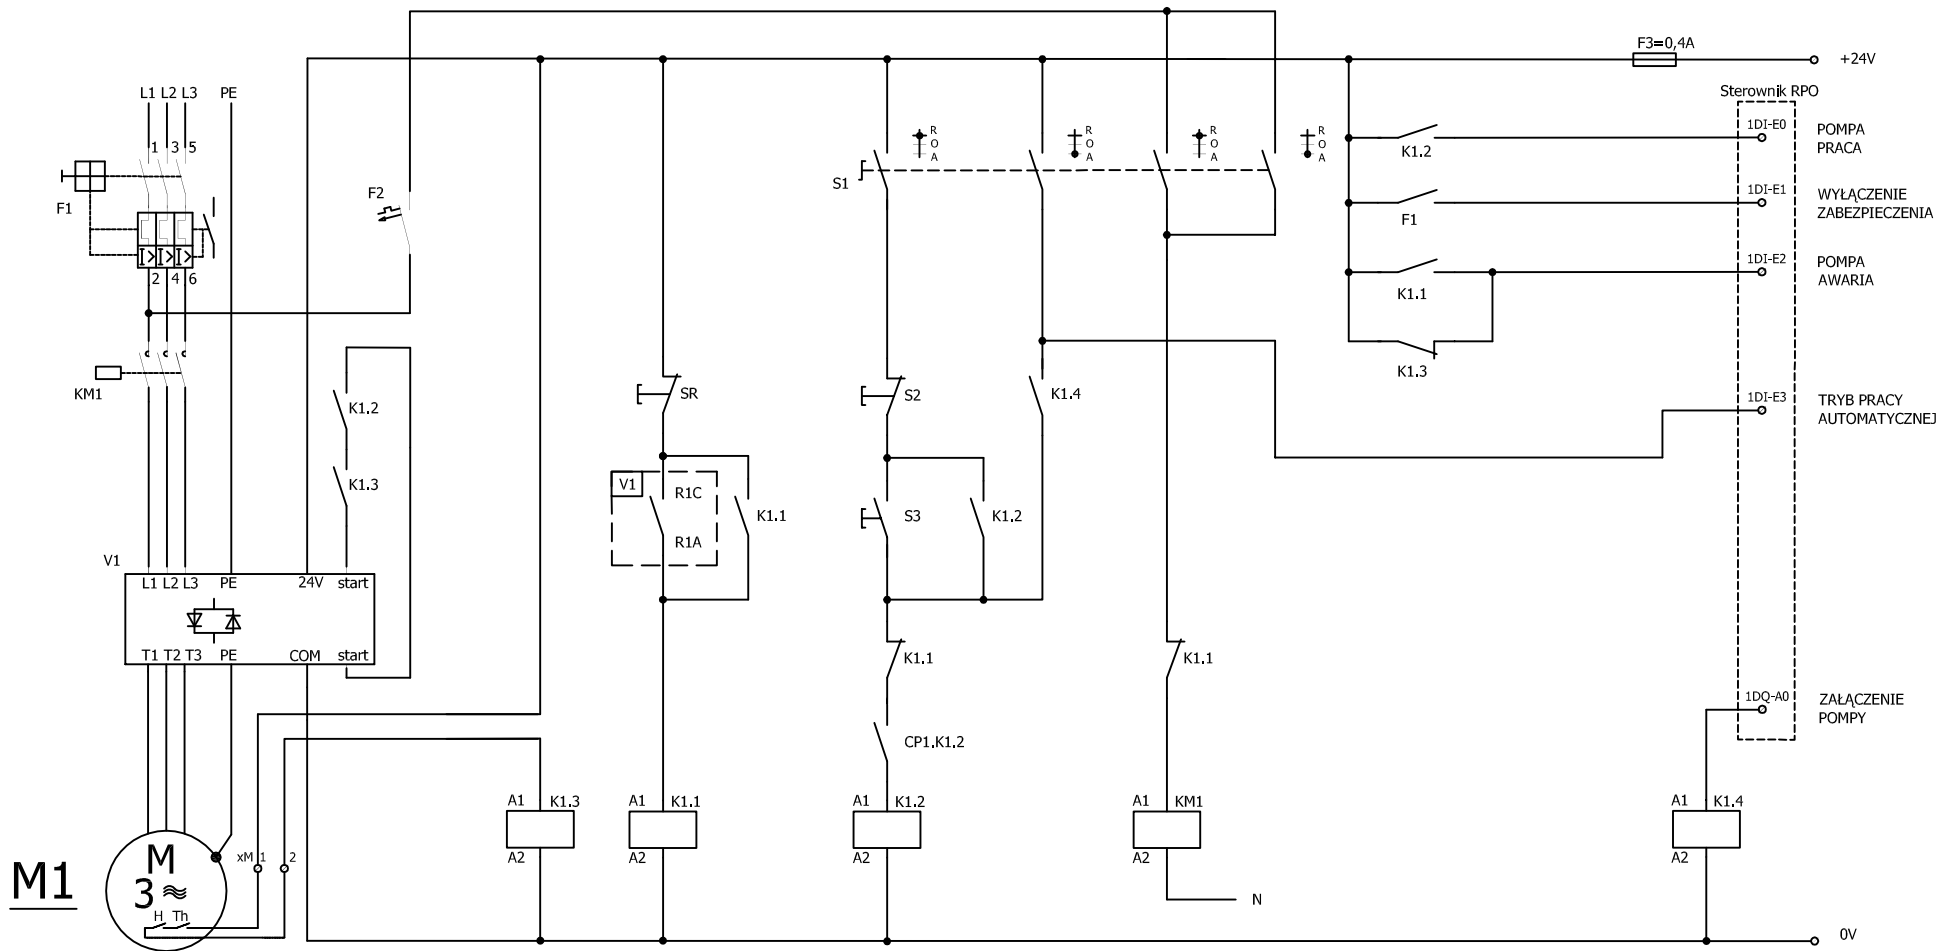 F3=0,4A
+24V
Sterownik RPO
L1 L2 L3 PE
1 3 5
F1
2 4 6
KM1
F2
S1
R
O
A
R
O
A
R
O
A
R
O
A
K1.2
1DI-E0
POMPA
PRACA
F1
1DI-E1
WYŁĄCZENIE
ZABEZPIECZENIA
K1.1
1DI-E2
POMPA
AWARIA
K1.3
1DI-E3
TRYB PRACY
AUTOMATYCZNEJ
K1.2
K1.3
SR
S2
K1.4
V1
R1C
R1A
K1.1
S3
K1.2
V1
L1 L2 L3 PE 24V start
T1 T2 T3 PE COM start
K1.1
K1.1
CP1.K1.2
1DQ-A0
ZAŁĄCZENIE
POMPY
A1 K1.3
A2
A1 K1.1
A2
A1 K1.2
A2
A1 KM1
A2
N
A1 K1.4
A2
M1
M
3
H Th
xM 1 2
0V
I> I> I>